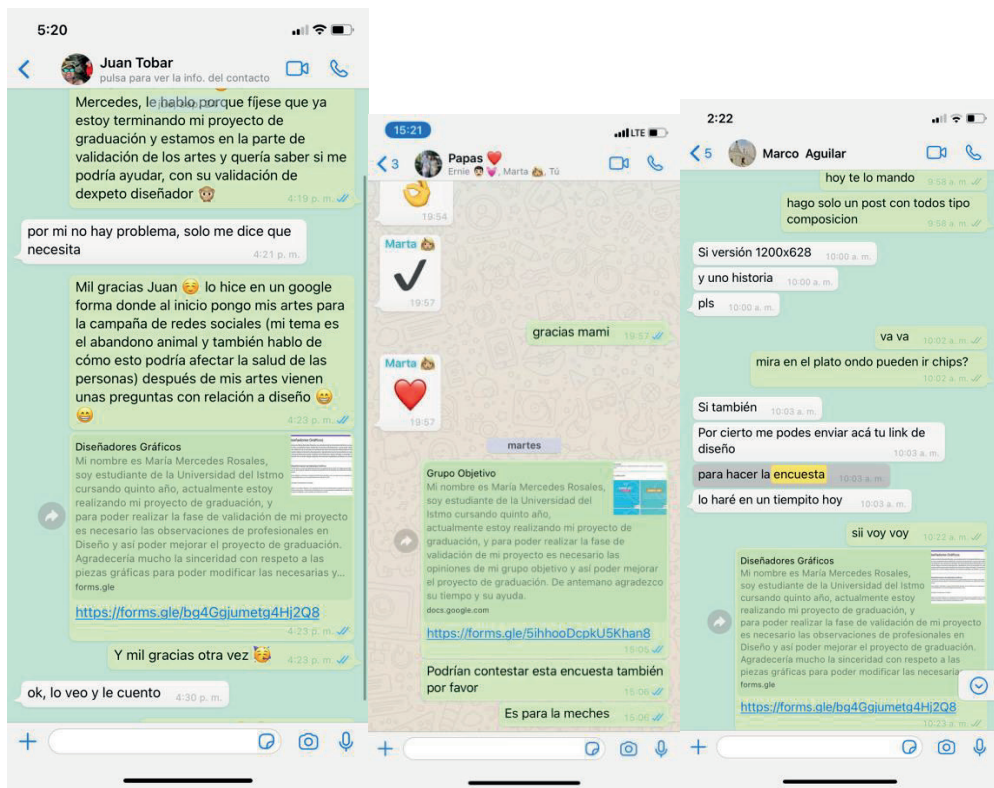 5:20
Juan Tobar
pulsa para ver la info. del contacto
Mercedes, le hablo porque fíjese que ya
estoy terminando mi proyecto de
graduación y estamos en la parte de
validación de los artes y quería saber si me
podría ayudar, con su validación de
dexpeto diseñador 🙊
4:19 p. m.
por mi no hay problema, solo me dice que
necesita
4:21 p. m.
Mil gracias Juan ☺️ lo hice en un google
forma donde al inicio pongo mis artes para
la campaña de redes sociales (mi tema es
el abandono animal y también hablo de
cómo esto podría afectar la salud de las
personas) después de mis artes vienen
unas preguntas con relación a diseño 😁
😁
4:23 p. m.
Diseñadores Gráficos
Mi nombre es María Mercedes Rosales,
soy estudiante de la Universidad del Istmo
cursando quinto año, actualmente estoy
realizando mi proyecto de graduación, y
para poder realizar la fase de validación de mi proyecto
es necesario las observaciones de profesionales en
Diseño y asi poder mejorar el proyecto de graduación.
Agradecería mucho la sinceridad con respeto a las
piezas gráficas para poder modificar las necesarias y...
forms.gle
https://forms.gle/bg4Ggjumetg4Hj2Q8
4:23 p. m.
Y mil gracias otra vez 🥳 4:23 p. m.
ok, lo veo y le cuento 4:30 p. m.
15:21
LTE
3
Papas ❤️
Ernie, Marta, Tú
👌
19:54
Marta
✔
19:57
gracias mami 19:57
Marta
❤️
19:57
martes
Grupo Objetivo
Mi nombre es María Mercedes Rosales,
soy estudiante de la Universidad del
Istmo cursando quinto año,
actualmente estoy realizando mi proyecto de
graduación, y para poder realizar la fase de
validación de mi proyecto es necesario las
opiniones de mi grupo objetivo y así poder mejorar
el proyecto de graduación. De antemano agradezco
su tiempo y su ayuda.
docs.google.com
https://forms.gle/5ihhooDcpkU5Khan8
15:05
Podrían contestar esta encuesta también
por favor 15:06
Es para la meches 15:06
2:22
5
Marco Aguilar
hoy te lo mando 9:58 a. m.
hago solo un post con todos tipo
composicion 9:58 a. m.
Si versión 1200x628 10:00 a. m.
y uno historia 10:00 a. m.
pls 10:00 a. m.
va va 10:02 a. m.
mira en el plato ondo pueden ir chips?
10:02 a. m.
Si también 10:03 a. m.
Por cierto me podes enviar acá tu link de
diseño 10:03 a. m.
para hacer la encuesta 10:03 a. m.
lo haré en un tiempito hoy 10:03 a. m.
sii voy voy 10:22 a. m.
Diseñadores Gráficos
Mi nombre es María Mercedes Rosales,
soy estudiante de la Universidad del Istmo
cursando quinto año, actualmente estoy
realizando mi proyecto de graduación, y
para poder realizar la fase de validación de mi proyecto
es necesario las observaciones de profesionales en
Diseño y asi poder mejorar el proyecto de graduación.
Agradecería mucho la sinceridad con respeto a las
piezas gráficas para poder modificar las necesarias
forms.gle
https://forms.gle/bg4Ggjumetg4Hj2Q8
10:23 a. m.